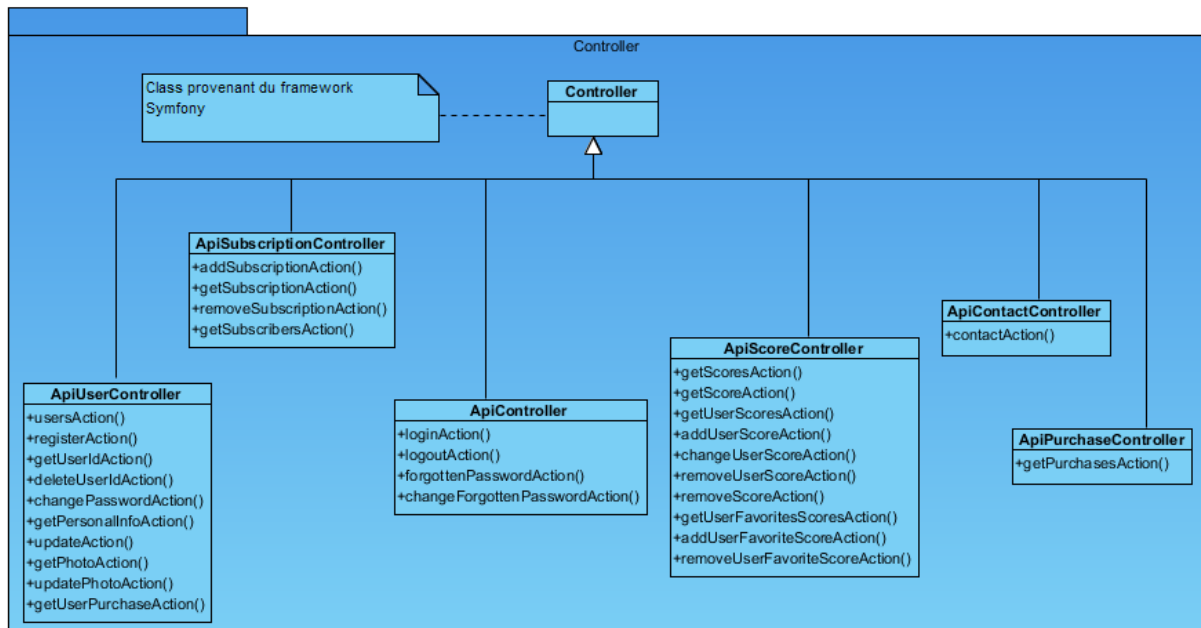 Controller
Class provenant du framework
Symfony
Controller
ApiSubscriptionController
+addSubscriptionAction()
+getSubscriptionAction()
+removeSubscriptionAction()
+getSubscribersAction()
ApiUserController
+usersAction()
+registerAction()
+getUserIdAction()
+deleteUserIdAction()
+changePasswordAction()
+getPersonalInfoAction()
+updateAction()
+getPhotoAction()
+updatePhotoAction()
+getUserPurchaseAction()
ApiController
+loginAction()
+logoutAction()
+forgottenPasswordAction()
+changeForgottenPasswordAction()
ApiScoreController
+getScoresAction()
+getScoreAction()
+getUserScoresAction()
+addUserScoreAction()
+changeUserScoreAction()
+removeUserScoreAction()
+removeScoreAction()
+getUserFavoritesScoresAction()
+addUserFavoriteScoreAction()
+removeUserFavoriteScoreAction()
ApiContactController
+contactAction()
ApiPurchaseController
+getPurchasesAction()